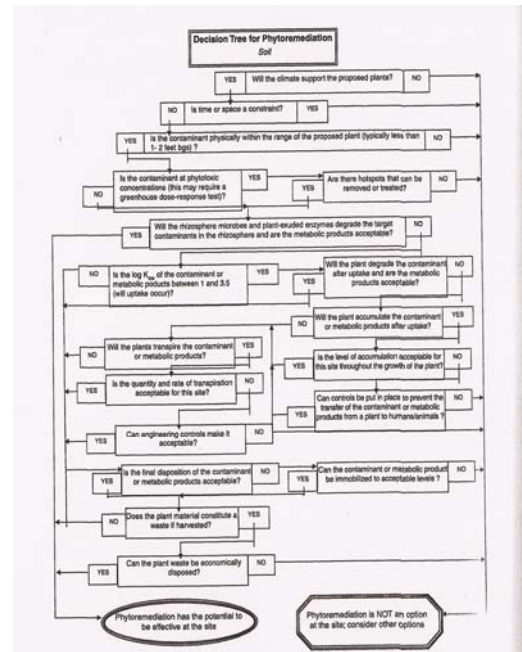 Decision Tree for Phytoremediation
Soil
YES
Will the climate support the proposed plants?
NO
NO
Is time or space a constraint?
YES
YES
Is the contaminant physically within the range of the proposed plant (typically less than
1- 2 feet bgs) ?
NO
Is the contaminant at phytotoxic
concentrations (this may require a
greenhouse dose-response test)?
YES
NO
Are there hotspots that can be
removed or treated?
YES
NO
Will the rhizosphere microbes and plant-exuded enzymes degrade the target
contaminants in the rhizosphere and are the metabolic products acceptable?
YES
NO
NO
Is the log Kow of the contaminant or
metabolic products between 1 and 3.5
(will uptake occur)?
YES
Will the plant degrade the contaminant
after uptake and are the metabolic
products acceptable?
YES
NO
Will the plant accumulate the contaminant
or metabolic products after uptake?
NO
YES
Will the plants transpire the contaminant
or metabolic products?
NO
YES
Is the level of accumulation acceptable for
this site throughout the growth of the plant?
YES
NO
Is the quantity and rate of transpiration
acceptable for this site?
YES
NO
Can controls be put in place to prevent the
transfer of the contaminant or metabolic
products from a plant to humans/animals ?
YES
NO
Can engineering controls make it
acceptable?
YES
NO
Is the final disposition of the contaminant
or metabolic products acceptable?
YES
NO
Can the contaminant or metabolic product
be immobilized to acceptable levels ?
YES
NO
Does the plant material constitute a
waste if harvested?
NO
YES
Can the plant waste be economically
disposed?
YES
NO
Phytoremediation has the potential to
be effective at the site
Phytoremediation is NOT an option
at the site; consider other options